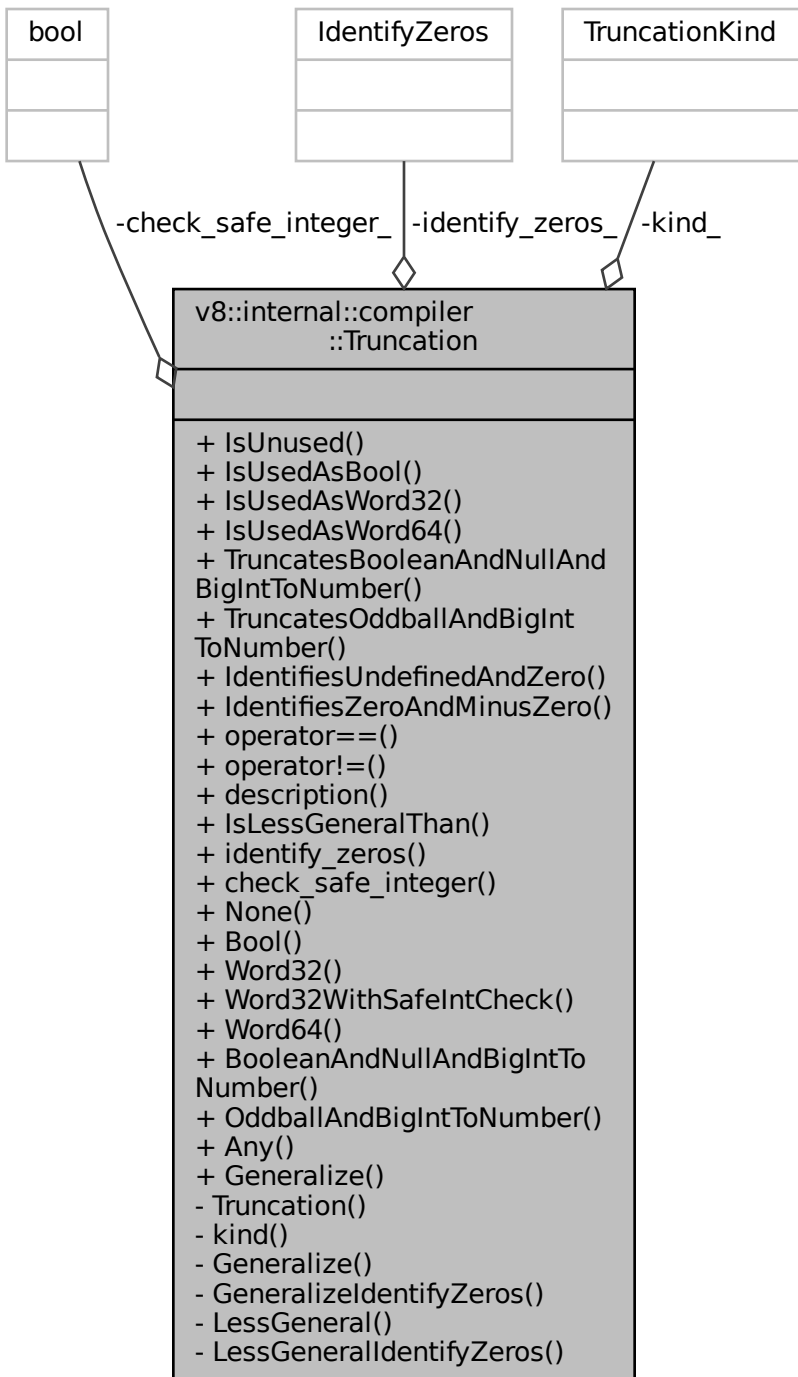 bool
IdentifyZeros
TruncationKind
-check_safe_integer_
-identify_zeros_
-kind_
v8::internal::compiler
::Truncation
+ IsUnused()
+ IsUsedAsBool()
+ IsUsedAsWord32()
+ IsUsedAsWord64()
+ TruncatesBooleanAndNullAnd
BigIntToNumber()
+ TruncatesOddballAndBigInt
ToNumber()
+ IdentifiesUndefinedAndZero()
+ IdentifiesZeroAndMinusZero()
+ operator==()
+ operator!=()
+ description()
+ IsLessGeneralThan()
+ identify_zeros()
+ check_safe_integer()
+ None()
+ Bool()
+ Word32()
+ Word32WithSafeIntCheck()
+ Word64()
+ BooleanAndNullAndBigIntTo
Number()
+ OddballAndBigIntToNumber()
+ Any()
+ Generalize()
- Truncation()
- kind()
- Generalize()
- GeneralizeIdentifyZeros()
- LessGeneral()
- LessGeneralIdentifyZeros()